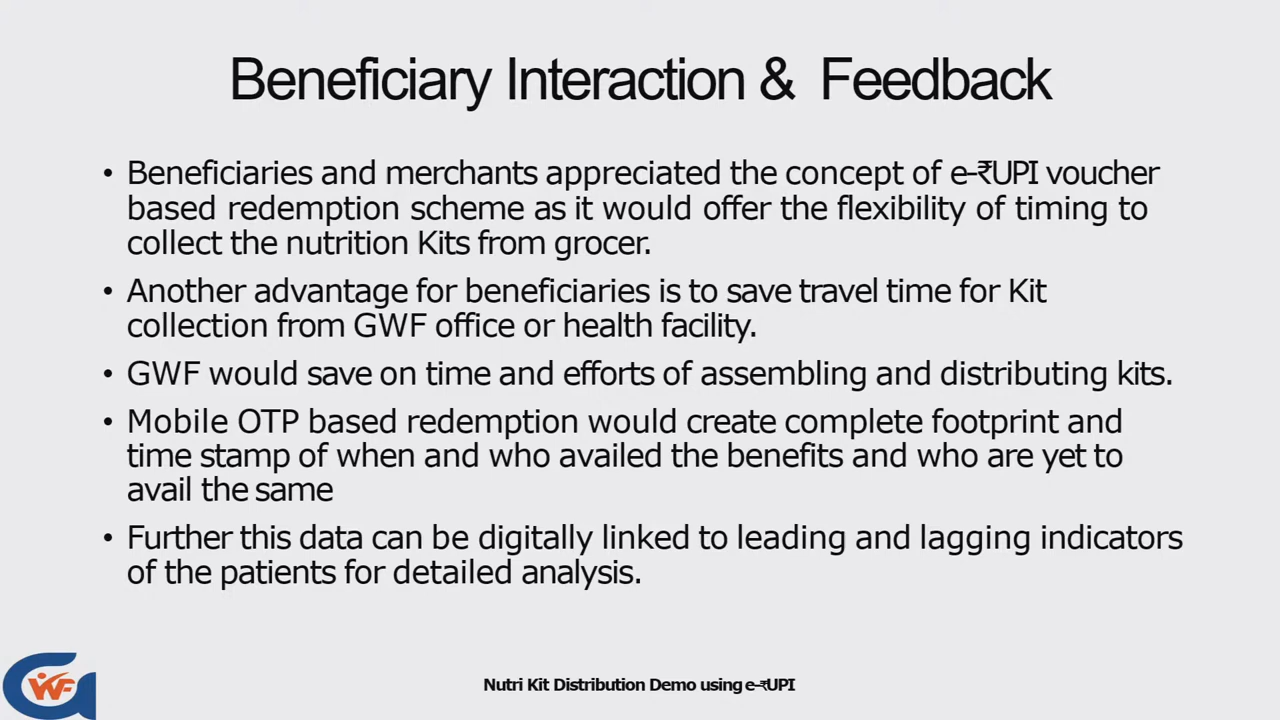 Beneficiary Interaction & Feedback
• Beneficiaries and merchants appreciated the concept of e-₹UPI voucher
based redemption scheme as it would offer the flexibility of timing to
collect the nutrition Kits from grocer.
• Another advantage for beneficiaries is to save travel time for Kit
collection from GWF office or health facility.
• GWF would save on time and efforts of assembling and distributing kits.
• Mobile OTP based redemption would create complete footprint and
time stamp of when and who availed the benefits and who are yet to
avail the same
• Further this data can be digitally linked to leading and lagging indicators
of the patients for detailed analysis.
GWF
Nutri Kit Distribution Demo using e-₹UPI